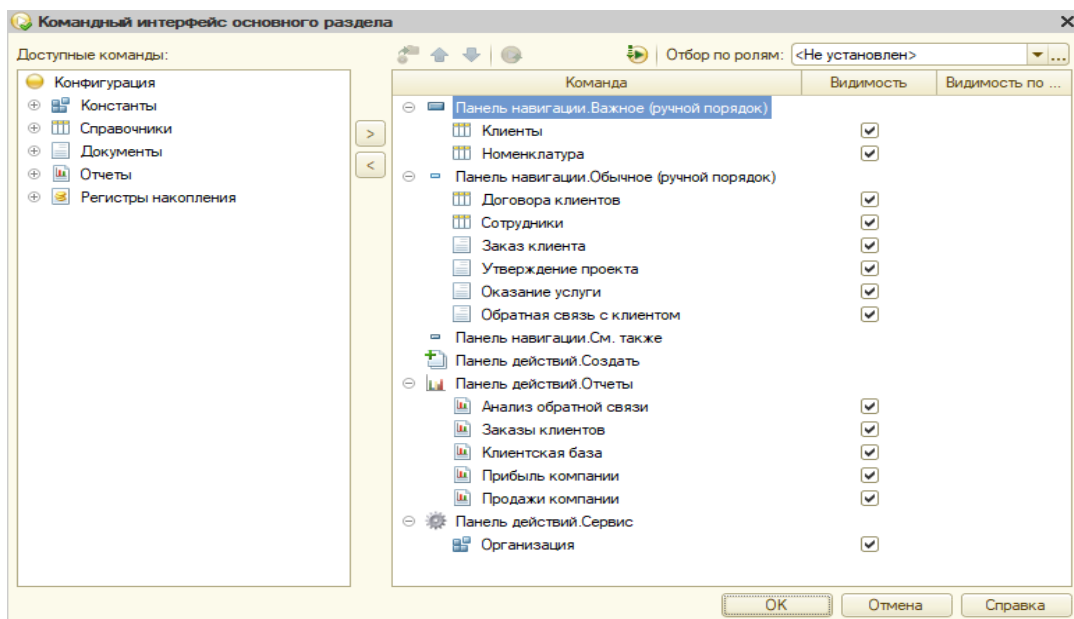 Командный интерфейс основного раздела
Доступные команды:
Отбор по ролям: <Не установлен>
Конфигурация
Константы
Справочники
Документы
Отчеты
Регистры накопления
>
<
Команда Видимость Видимость по ...
Панель навигации.Важное (ручной порядок)
Клиенты
Номенклатура
Панель навигации.Обычное (ручной порядок)
Договора клиентов
Сотрудники
Заказ клиента
Утверждение проекта
Оказание услуги
Обратная связь с клиентом
Панель навигации.См. также
Панель действий.Создать
Панель действий.Отчеты
Анализ обратной связи
Заказы клиентов
Клиентская база
Прибыль компании
Продажи компании
Панель действий.Сервис
Организация
OK Отмена Справка